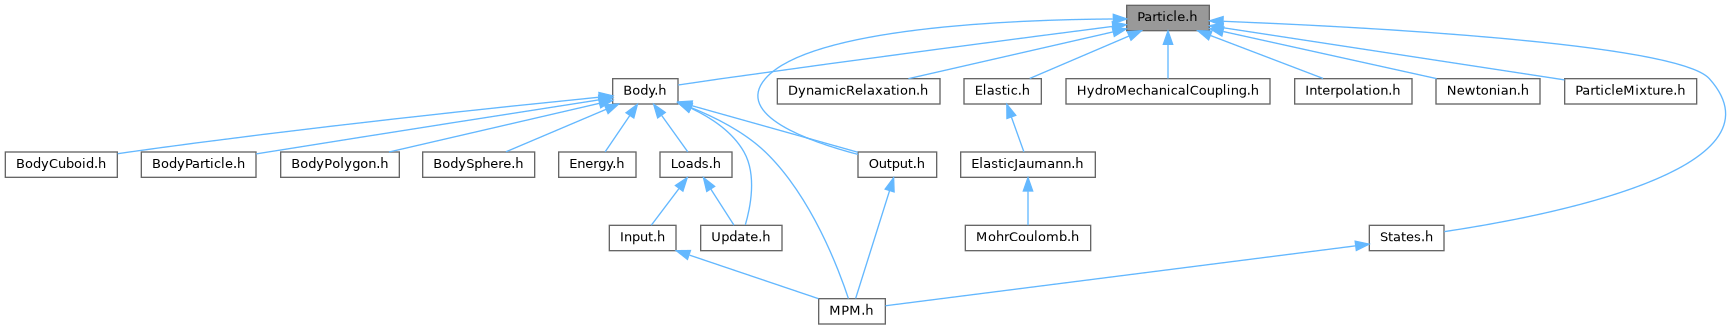 Particle.h
Body.h
DynamicRelaxation.h
Elastic.h
HydroMechanicalCoupling.h
Interpolation.h
Newtonian.h
ParticleMixture.h
BodyCuboid.h
BodyParticle.h
BodyPolygon.h
BodySphere.h
Energy.h
Loads.h
Output.h
ElasticJaumann.h
Input.h
Update.h
MohrCoulomb.h
States.h
MPM.h